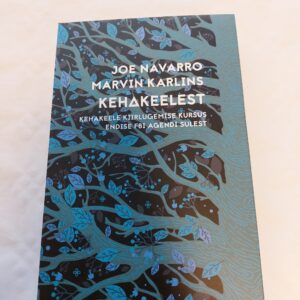 JOE NAVARRO
MARVIN KARLINS
KEHAKEELEST
KEHAKEELE KIIRLUGEMISE KURSUS
ENDISE FBI AGENDI SULEST